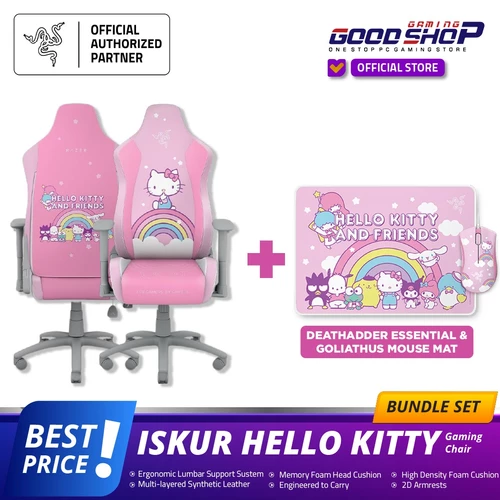 OFFICIAL
AUTHORIZED
PARTNER
GAMING
GOODSHOP
ONE STOP PC GAMING STORE
OFFICIAL STORE
HELLO KITTY
AND FRIENDS
HELLO KITTY
AND FRIENDS
DEATHADDER ESSENTIAL &
GOLIATHUS MOUSE MAT
BUNDLE SET
BEST
PRICE!
ISKUR HELLO KITTY Gaming
Chair
• Ergonomic Lumbar Support Sustem • Memory Foam Head Cushion • High Density Foam Cushion
• Multi-layered Synthetic Leather • Engineered to Carry • 2D Armrests